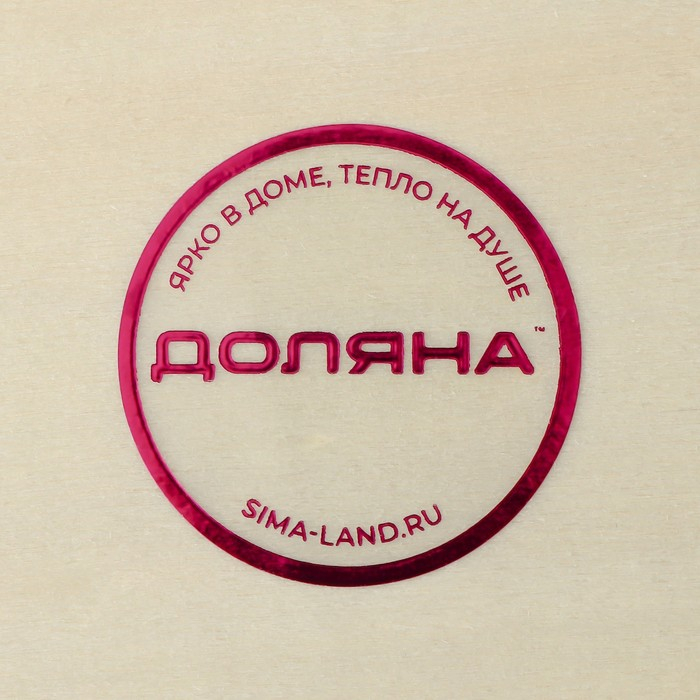 ЯРКО В ДОМЕ, ТЕПЛО НА ДУШЕ
ДОЛЯНА™
SIMA-LAND.RU